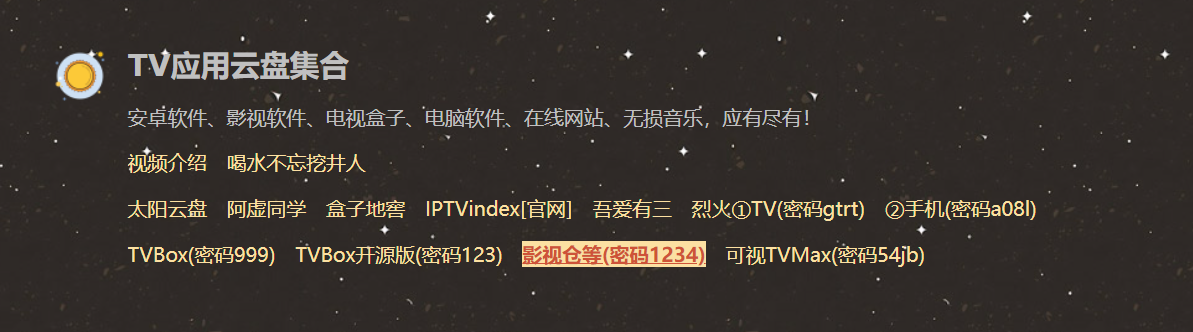 TV应用云盘集合
安卓软件、影视软件、电视盒子、电脑软件、在线网站、无损音乐，应有尽有！
视频介绍 喝水不忘挖井人
太阳云盘 阿虚同学 盒子地窖 IPTVindex[官网] 吾爱有三 烈火①TV(密码gtrt) ②手机(密码a08l)
TVBox(密码999) TVBox开源版(密码123) 影视仓等(密码1234) 可视TVMax(密码54jb)